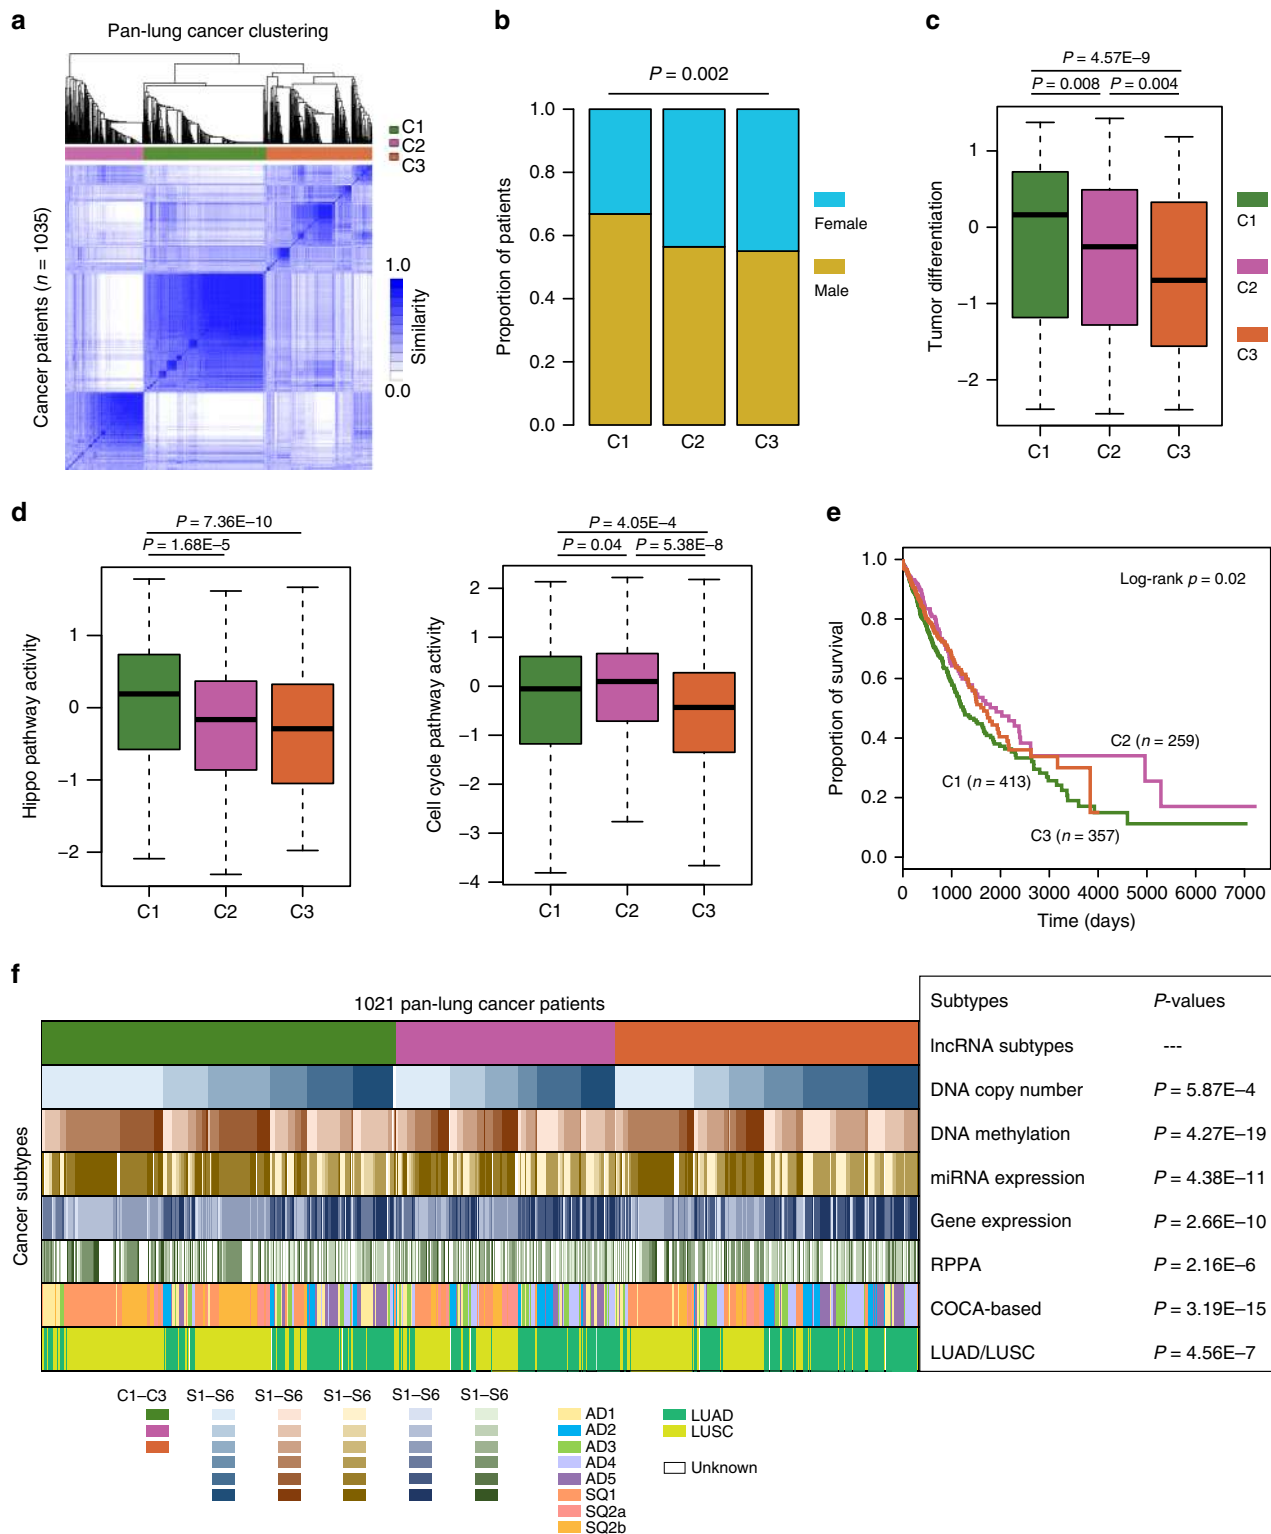 a
Pan-lung cancer clustering
C1
C2
C3
Cancer patients (n = 1035)
1.0
Similarity
0.0
b
P = 0.002
1.0
0.8
0.6
0.4
0.2
0.0
Proportion of patients
C1
C2
C3
Female
Male
c
P = 4.57E–9
P = 0.008
P = 0.004
1
0
−1
−2
Tumor differentiation
C1
C2
C3
C1
C2
C3
d
P = 7.36E–10
P = 1.68E–5
1
0
−1
−2
Hippo pathway activity
C1
C2
C3
P = 4.05E–4
P = 0.04
P = 5.38E–8
2
1
0
−1
−2
−3
−4
Cell cycle pathway activity
C1
C2
C3
e
Log-rank p = 0.02
1.0
0.8
0.6
0.4
0.2
0.0
Proportion of survival
C2 (n = 259)
C1 (n = 413)
C3 (n = 357)
0 1000 2000 3000 4000 5000 6000 7000
Time (days)
f
1021 pan-lung cancer patients
Cancer subtypes
Subtypes P-values
lncRNA subtypes ---
DNA copy number P = 5.87E–4
DNA methylation P = 4.27E–19
miRNA expression P = 4.38E–11
Gene expression P = 2.66E–10
RPPA P = 2.16E–6
COCA-based P = 3.19E–15
LUAD/LUSC P = 4.56E–7
C1–C3 S1–S6 S1–S6 S1–S6 S1–S6 S1–S6
AD1
AD2
AD3
AD4
AD5
SQ1
SQ2a
SQ2b
LUAD
LUSC
Unknown